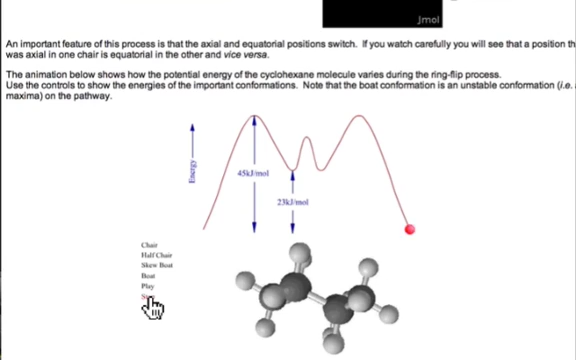 Jmol
An important feature of this process is that the axial and equatorial positions switch. If you watch carefully you will see that a position th
was axial in one chair is equatorial in the other and vice versa.
The animation below shows how the potential energy of the cyclohexane molecule varies during the ring-flip process.
Use the controls to show the energies of the important conformations. Note that the boat conformation is an unstable conformation (i.e.
maxima) on the pathway.
Energy
45kJ/mol
23kJ/mol
Chair
Half Chair
Skew Boat
Boat
Play